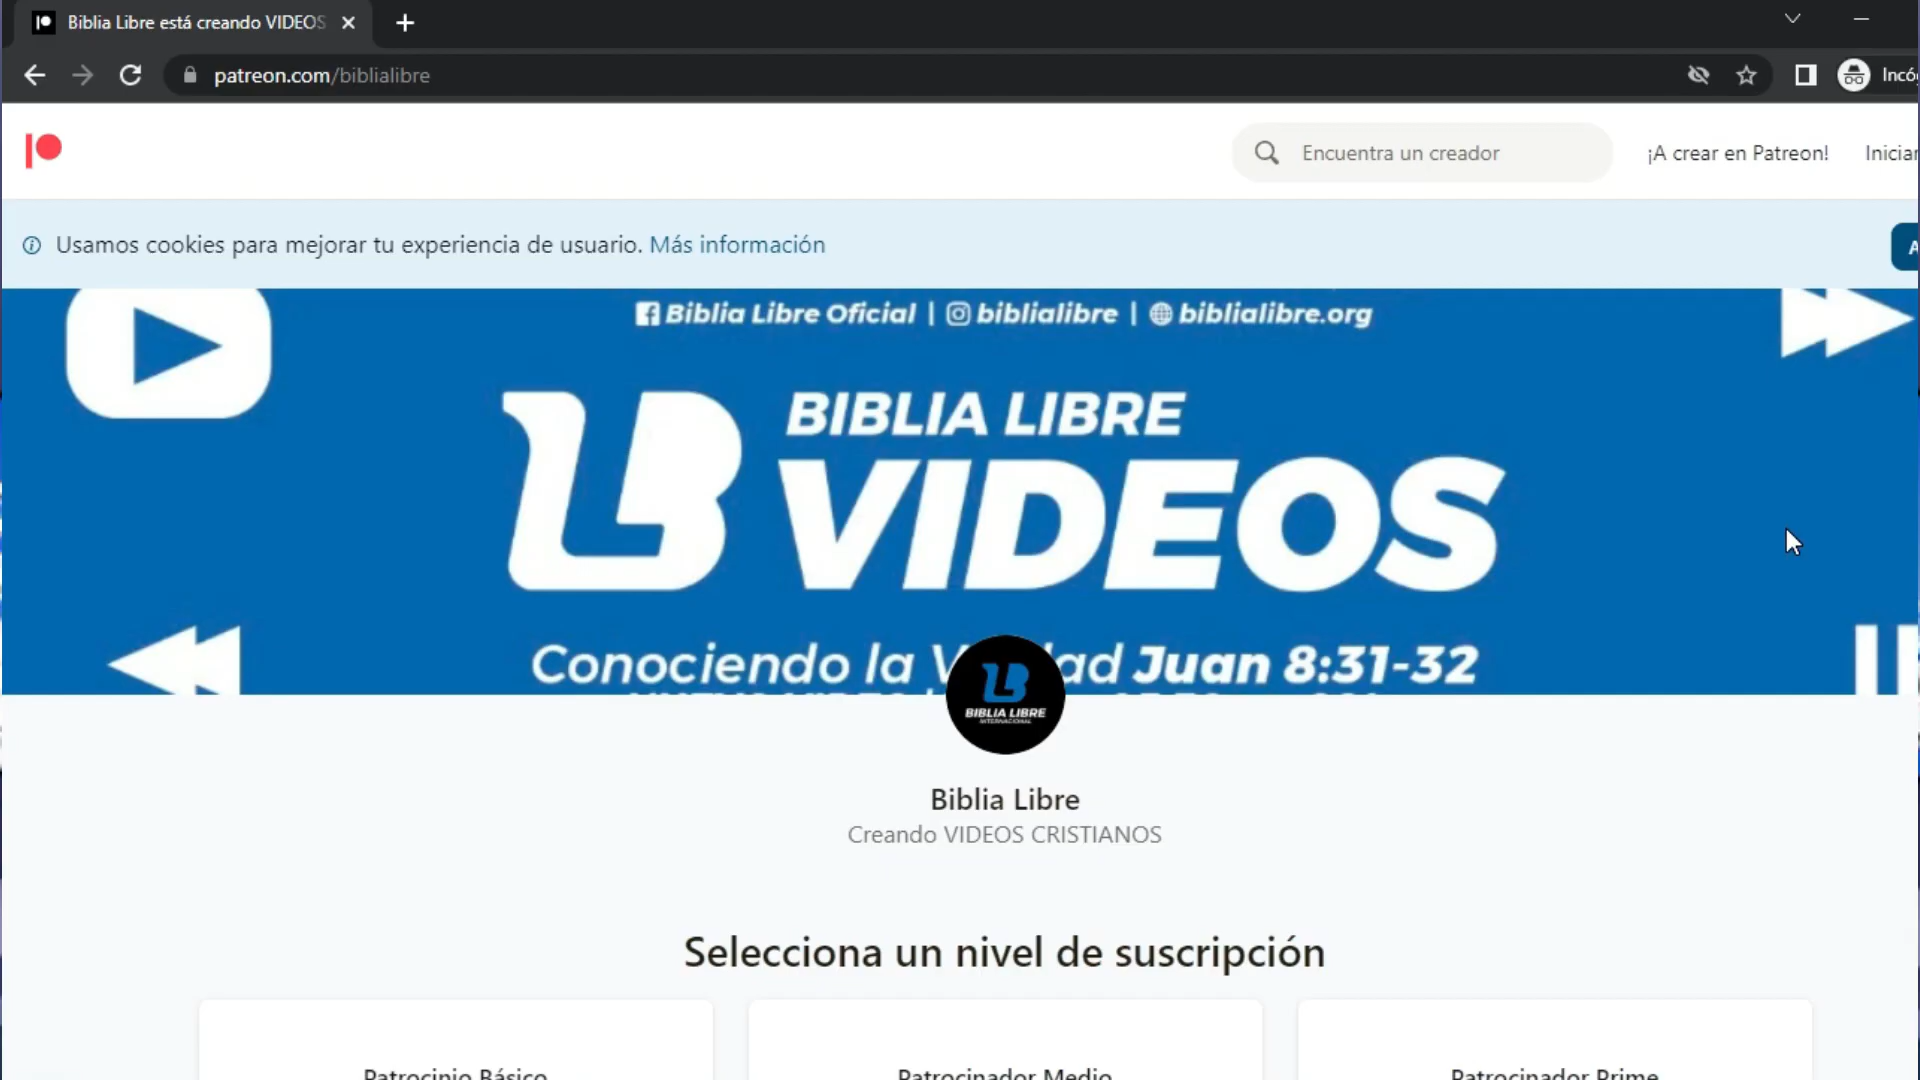 Biblia Libre está creando VIDEOS
patreon.com/biblialibre
Encuentra un creador
¡A crear en Patreon!
Iniciar
Usamos cookies para mejorar tu experiencia de usuario. Más información
Biblia Libre Oficial | biblialibre | biblialibre.org
BIBLIA LIBRE
VIDEOS
Conociendo la Juan 8:31-32
BIBLIA LIBRE
INTERNACIONAL
Biblia Libre
Creando VIDEOS CRISTIANOS
Selecciona un nivel de suscripción
Patrocinio Básico
Patrocinador Medio
Patrocinador Prime